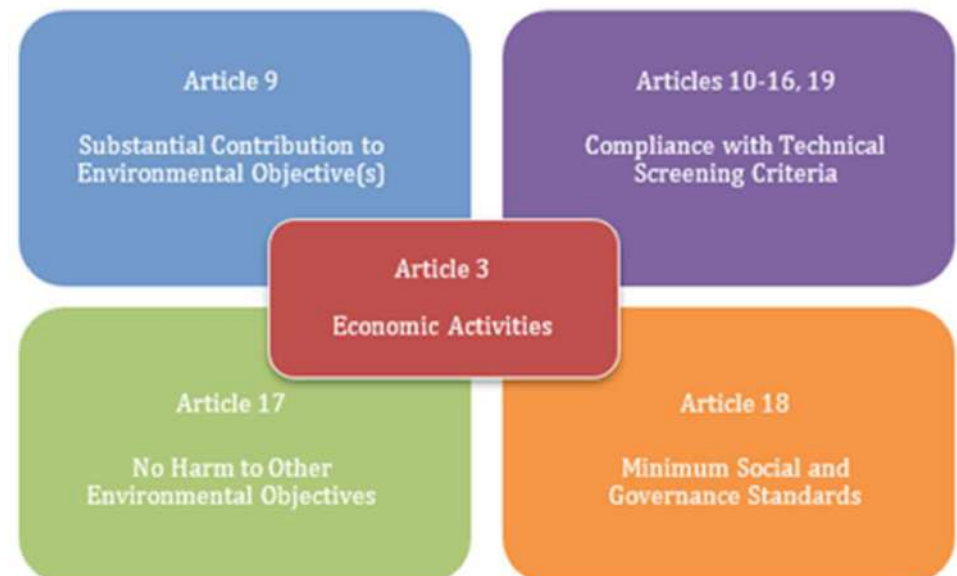 Article 9
Substantial Contribution to
Environmental Objective(s)
Articles 10-16, 19
Compliance with Technical
Screening Criteria
Article 3
Economic Activities
Article 17
No Harm to Other
Environmental Objectives
Article 18
Minimum Social and
Governance Standards